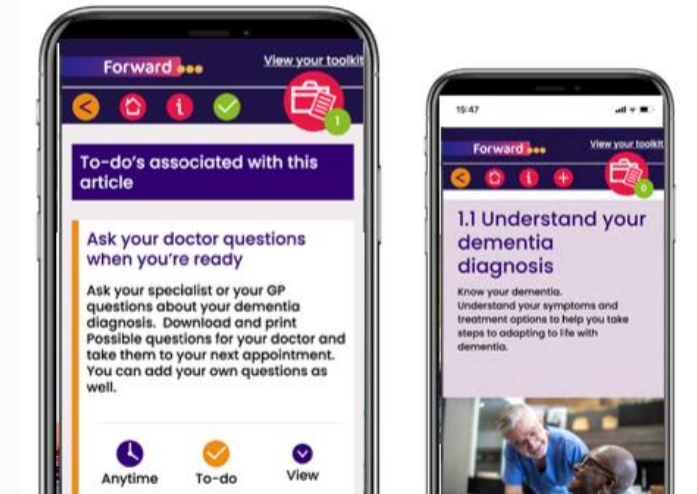 Forward
View your toolkit
1
To-do's associated with this
article
Ask your doctor questions
when you're ready
Ask your specialist or your GP
questions about your dementia
diagnosis. Download and print
Possible questions for your doctor and
take them to your next appointment.
You can add your own questions as
well.
Anytime
To-do
View
15:47
Forward
View your toolkit
0
1.1 Understand your
dementia
diagnosis
Know your dementia.
Understand your symptoms and
treatment options to help you take
steps to adapting to life with
dementia.